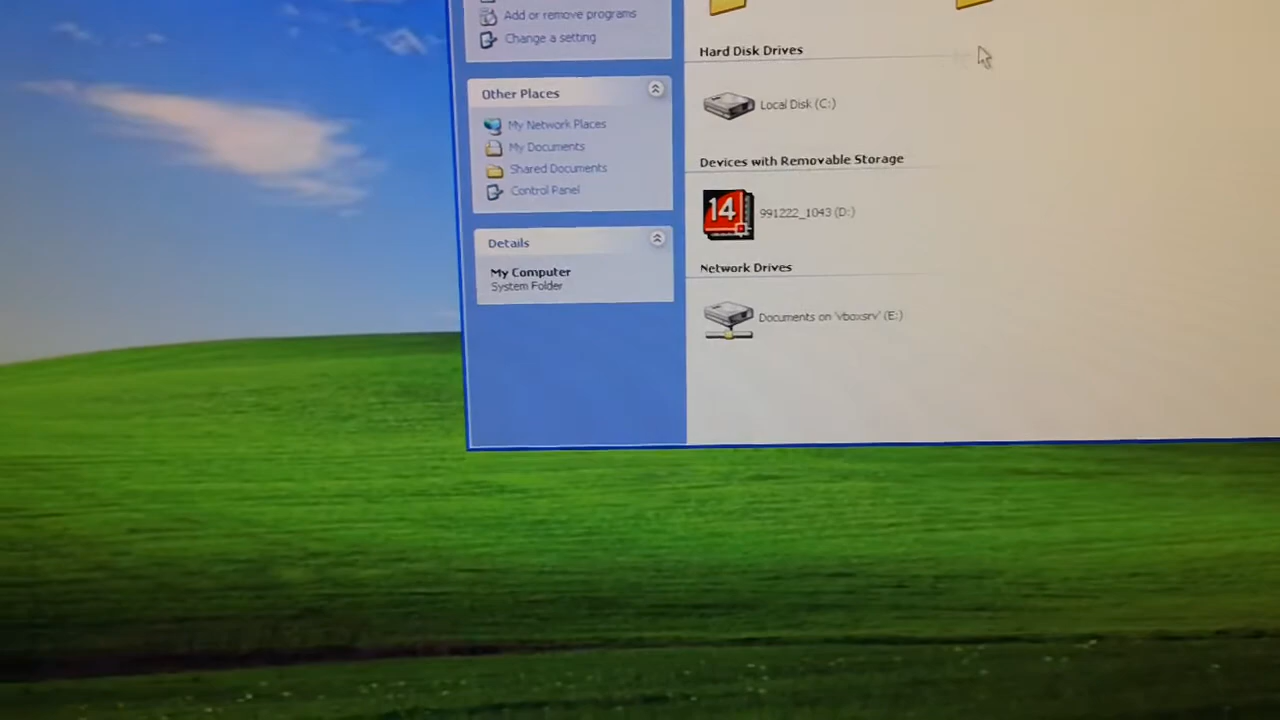 Add or remove programs
Change a setting
Other Places
My Network Places
My Documents
Shared Documents
Control Panel
Details
My Computer
System Folder
Hard Disk Drives
Local Disk (C:)
Devices with Removable Storage
14
991222_1043 (D:)
Network Drives
Documents on 'vboxsrv' (E:)